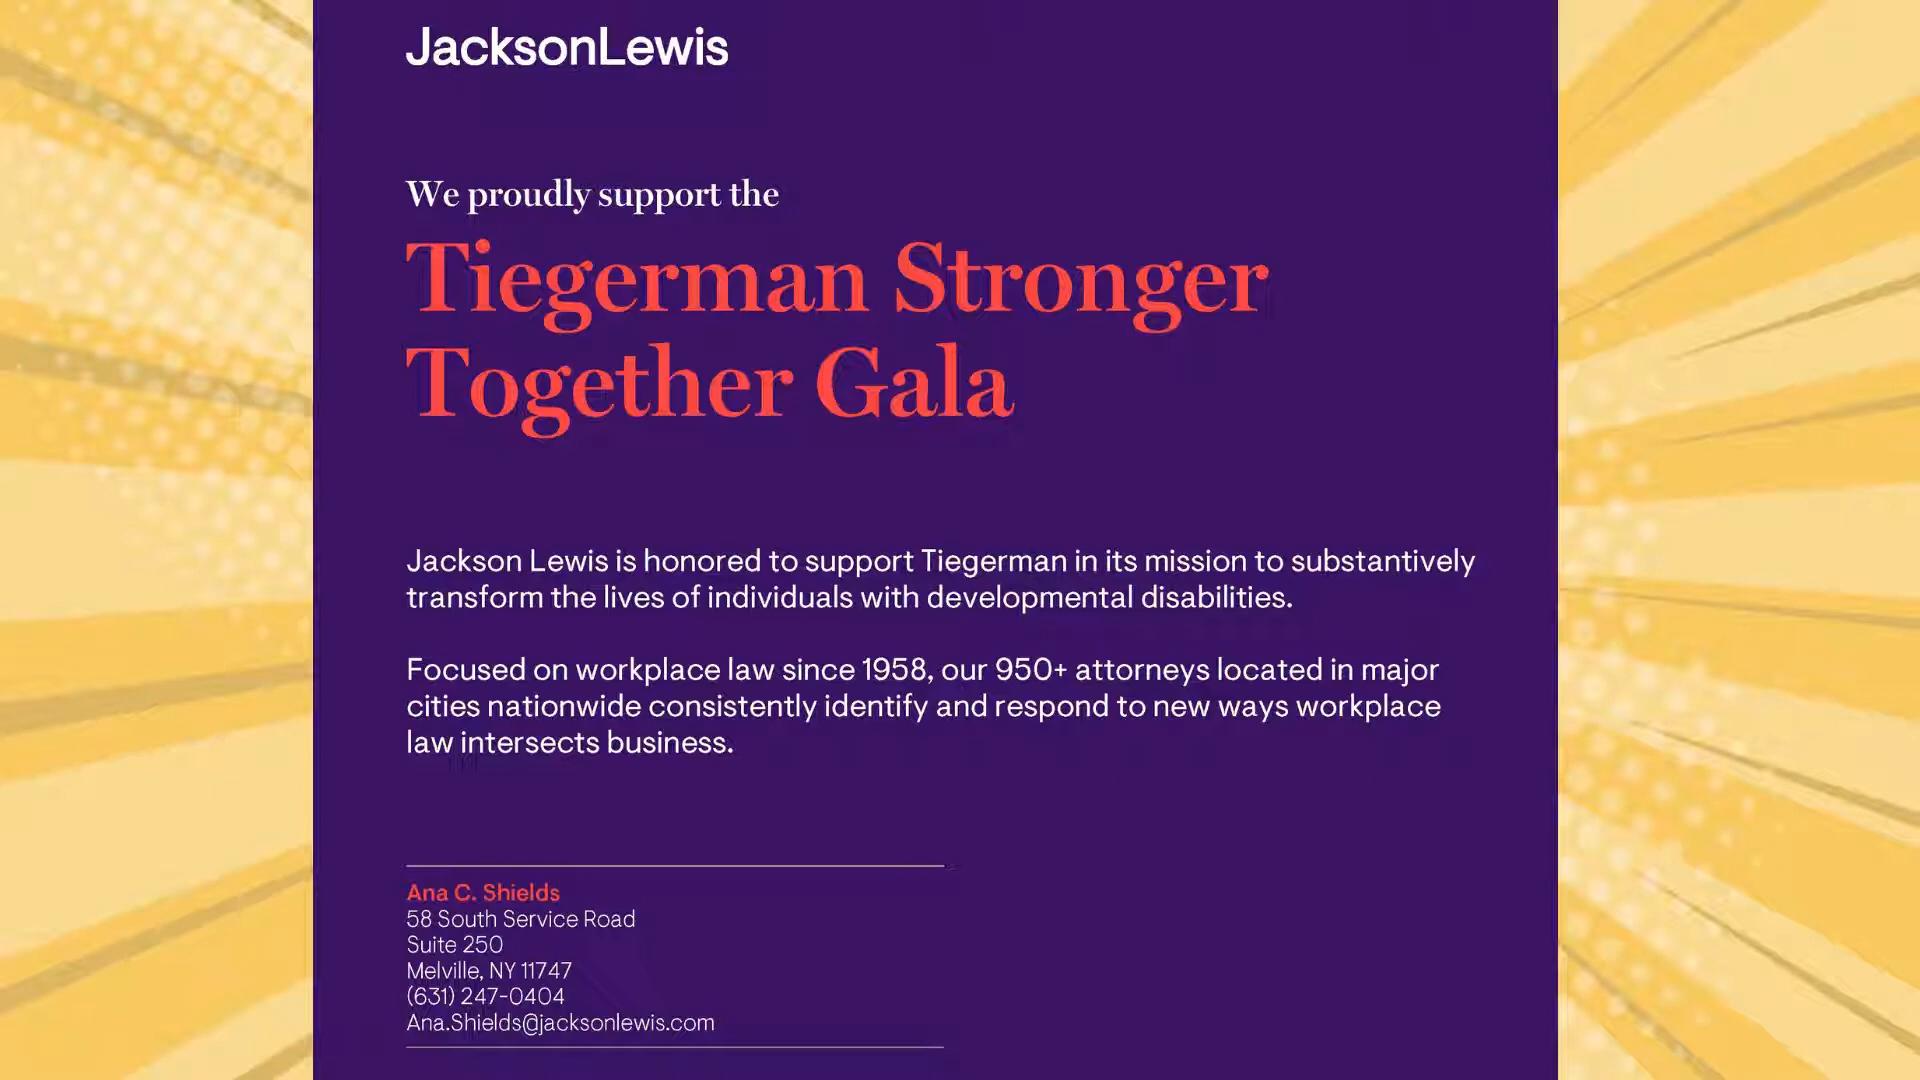 JacksonLewis
We proudly support the
Tiegerman Stronger
Together Gala
Jackson Lewis is honored to support Tiegerman in its mission to substantively
transform the lives of individuals with developmental disabilities.
Focused on workplace law since 1958, our 950+ attorneys located in major
cities nationwide consistently identify and respond to new ways workplace
law intersects business.
Ana C. Shields
58 South Service Road
Suite 250
Melville, NY 11747
(631) 247-0404
Ana.Shields@jacksonlewis.com